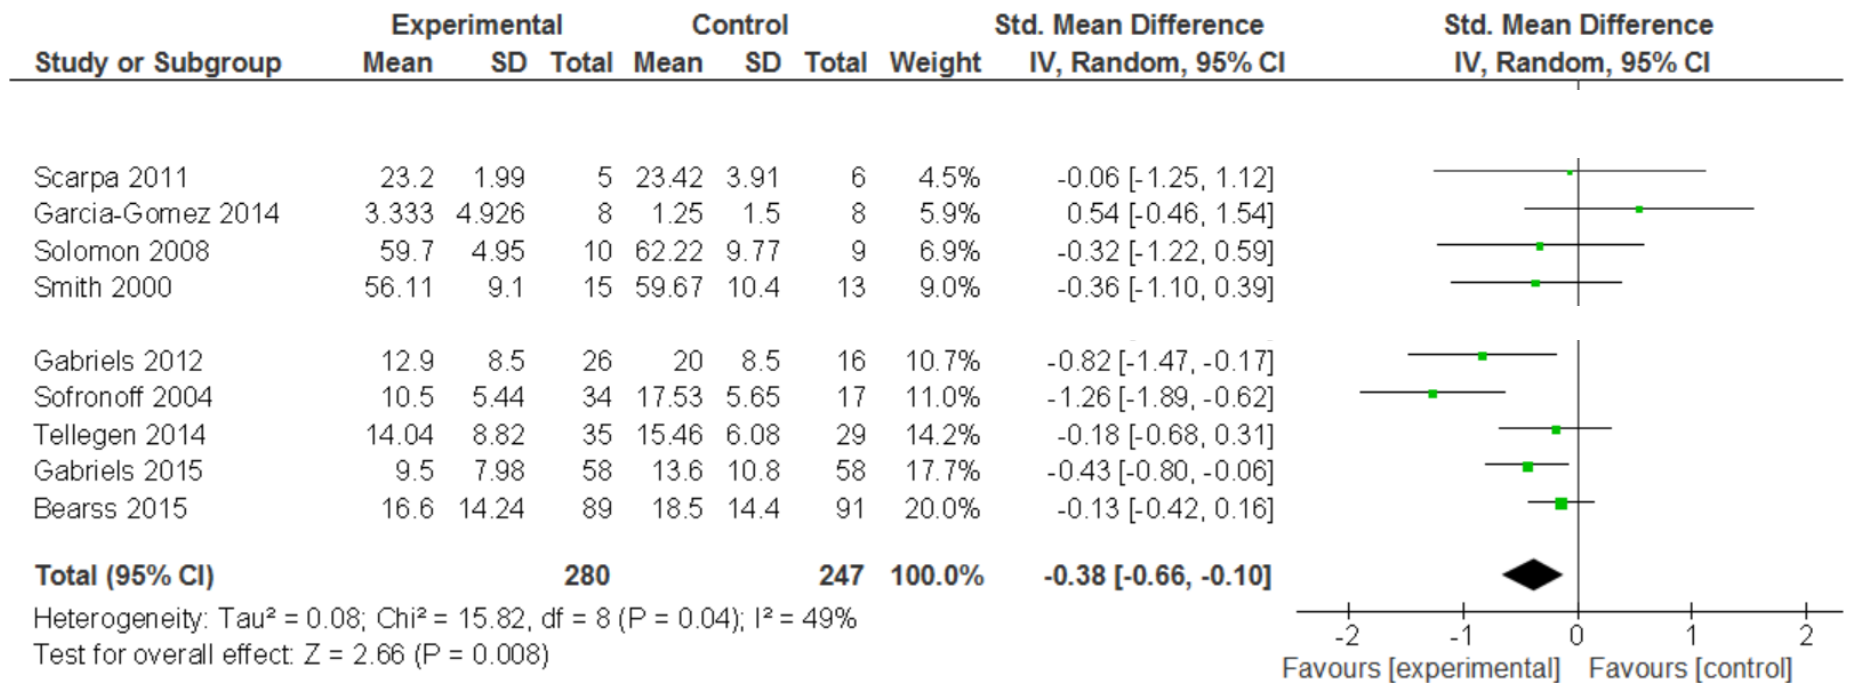 Experimental Control Std. Mean Difference Std. Mean Difference
Study or Subgroup Mean SD Total Mean SD Total Weight IV, Random, 95% CI IV, Random, 95% CI
Scarpa 2011 23.2 1.99 5 23.42 3.91 6 4.5% -0.06 [-1.25, 1.12]
Garcia-Gomez 2014 3.333 4.926 8 1.25 1.5 8 5.9% 0.54 [-0.46, 1.54]
Solomon 2008 59.7 4.95 10 62.22 9.77 9 6.9% -0.32 [-1.22, 0.59]
Smith 2000 56.11 9.1 15 59.67 10.4 13 9.0% -0.36 [-1.10, 0.39]
Gabriels 2012 12.9 8.5 26 20 8.5 16 10.7% -0.82 [-1.47, -0.17]
Sofronoff 2004 10.5 5.44 34 17.53 5.65 17 11.0% -1.26 [-1.89, -0.62]
Tellegen 2014 14.04 8.82 35 15.46 6.08 29 14.2% -0.18 [-0.68, 0.31]
Gabriels 2015 9.5 7.98 58 13.6 10.8 58 17.7% -0.43 [-0.80, -0.06]
Bearss 2015 16.6 14.24 89 18.5 14.4 91 20.0% -0.13 [-0.42, 0.16]
Total (95% CI) 280 247 100.0% -0.38 [-0.66, -0.10]
Heterogeneity: Tau² = 0.08; Chi² = 15.82, df = 8 (P = 0.04); I² = 49%
Test for overall effect: Z = 2.66 (P = 0.008)
-2 -1 0 1 2
Favours [experimental] Favours [control]